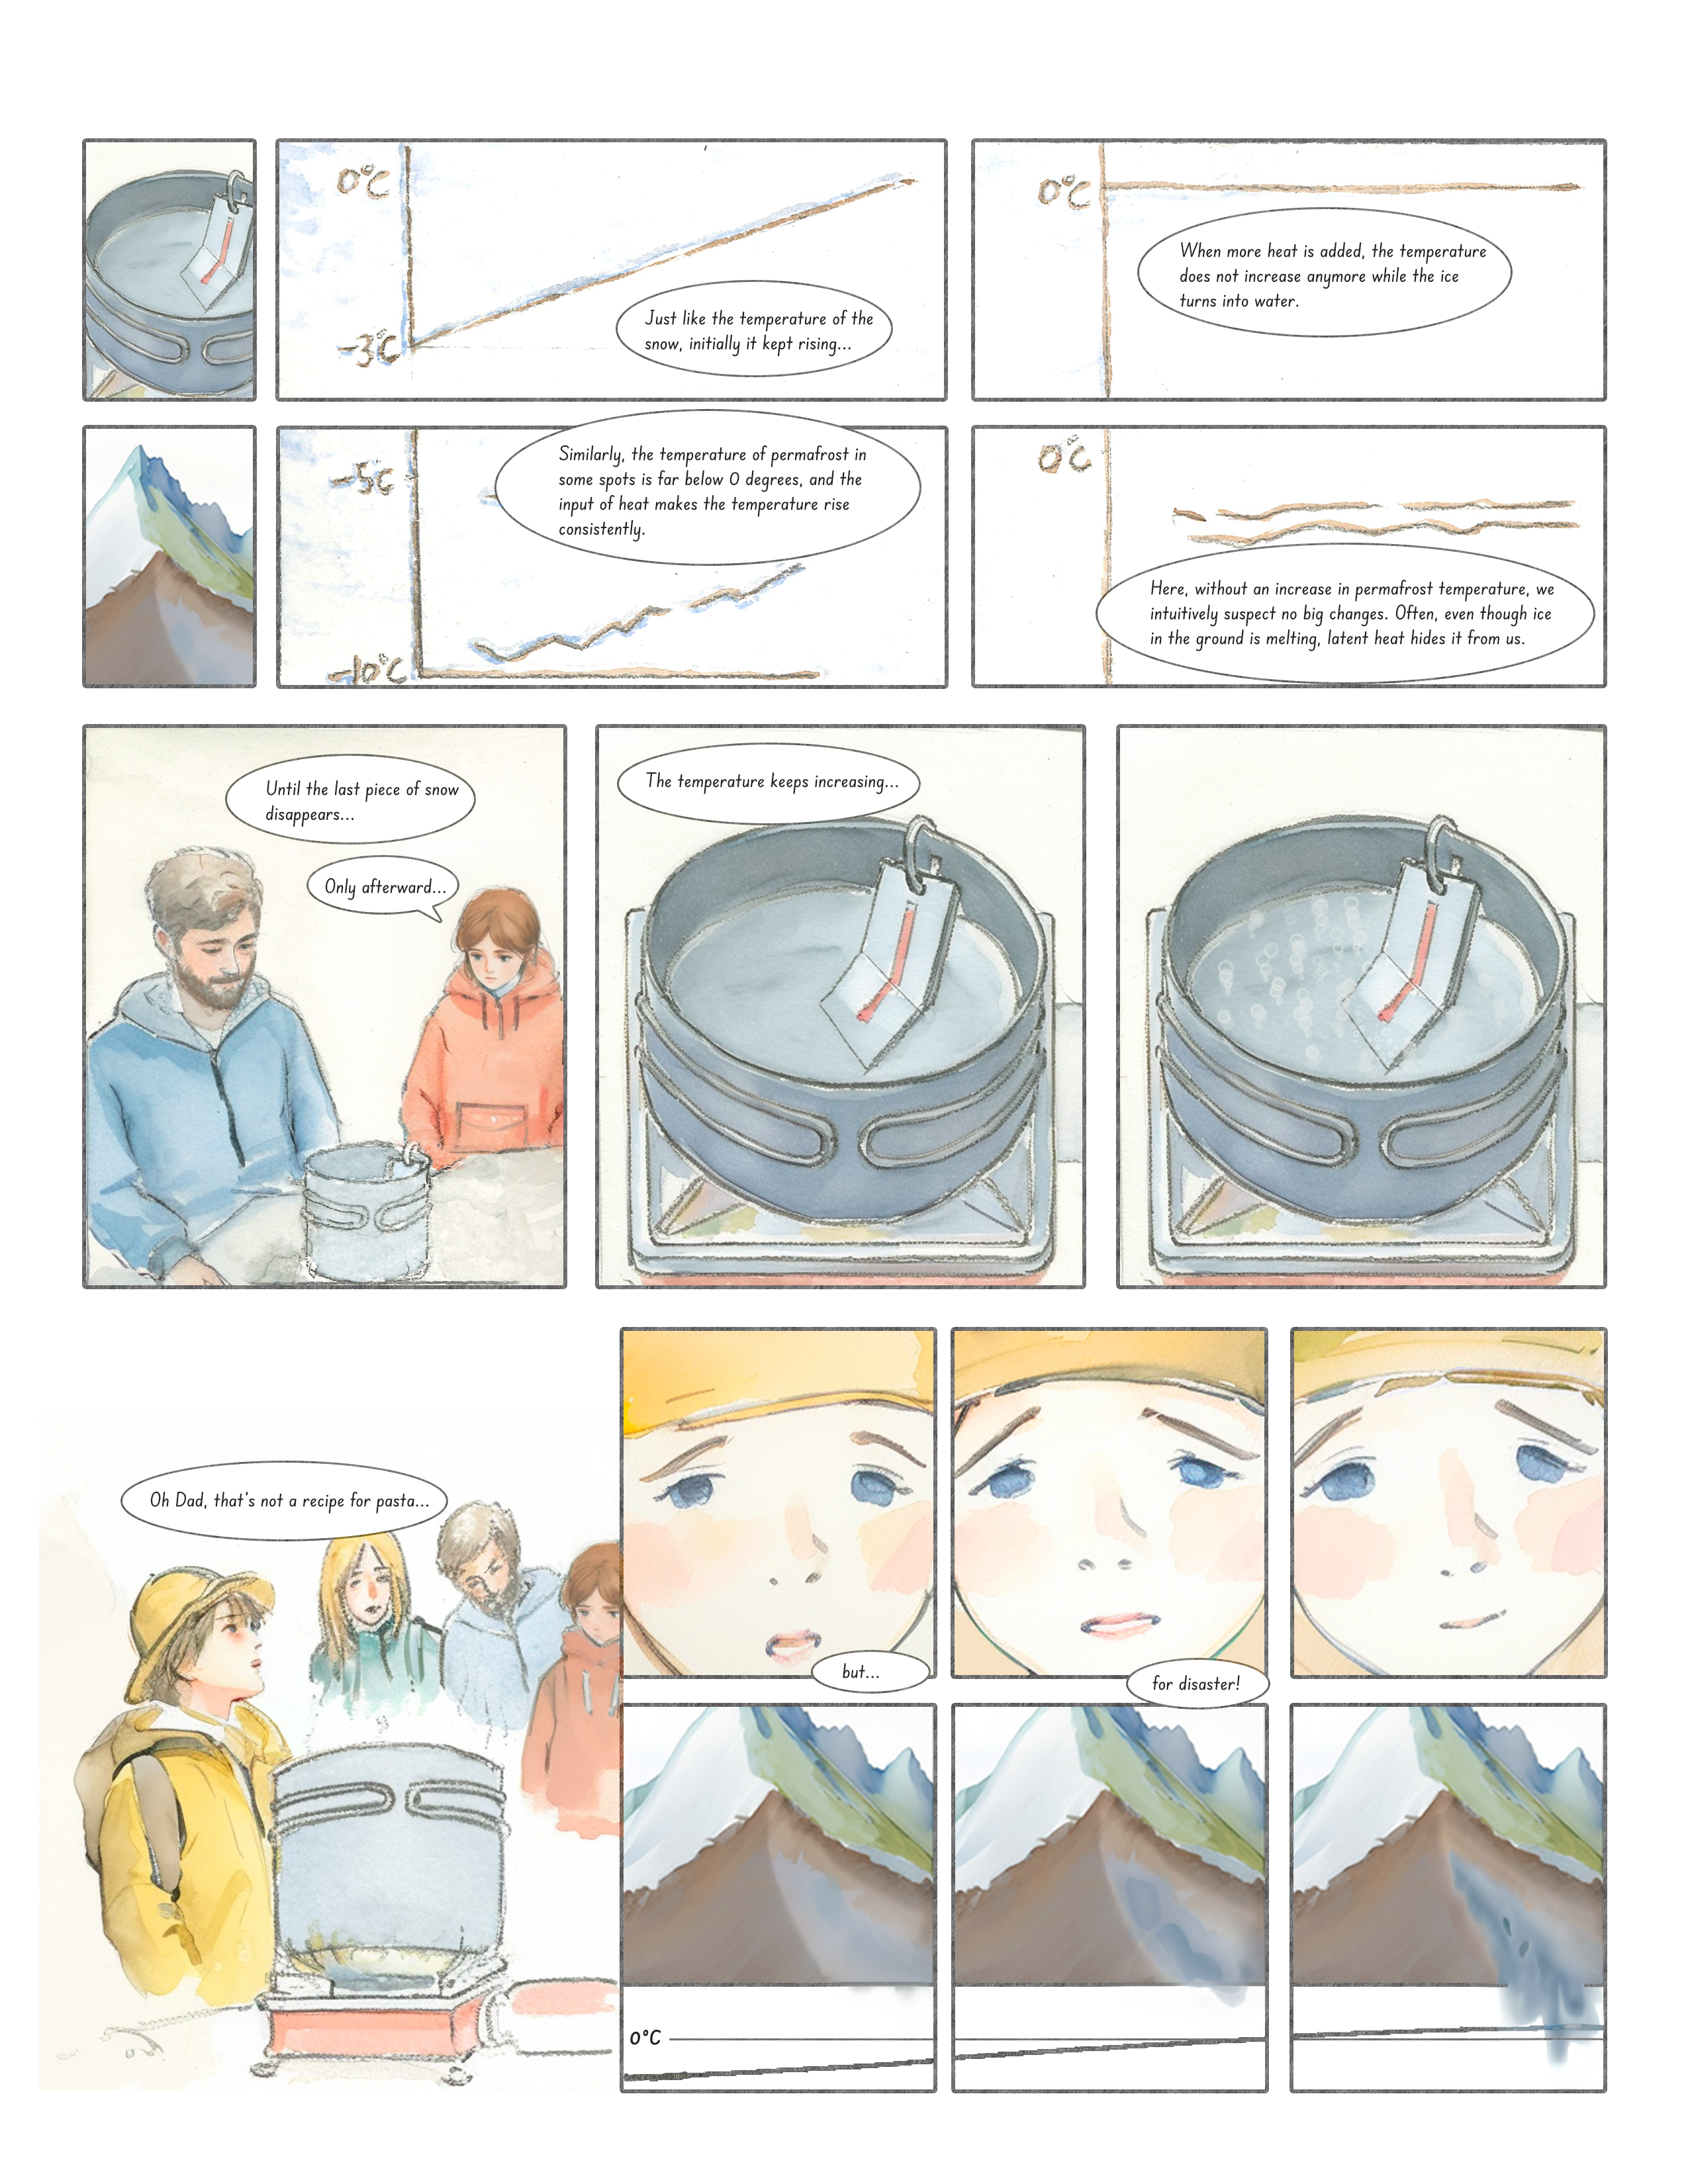 0°C
-3°C
Just like the temperature of the
snow, initially it kept rising...
0°C
When more heat is added, the temperature
does not increase anymore while the ice
turns into water.
-5°C
-10°C
Similarly, the temperature of permafrost in
some spots is far below 0 degrees, and the
input of heat makes the temperature rise
consistently.
0°C
Here, without an increase in permafrost temperature, we
intuitively suspect no big changes. Often, even though ice
in the ground is melting, latent heat hides it from us.
Until the last piece of snow
disappears...
Only afterward...
The temperature keeps increasing...
Oh Dad, that's not a recipe for pasta...
but...
for disaster!
0°C